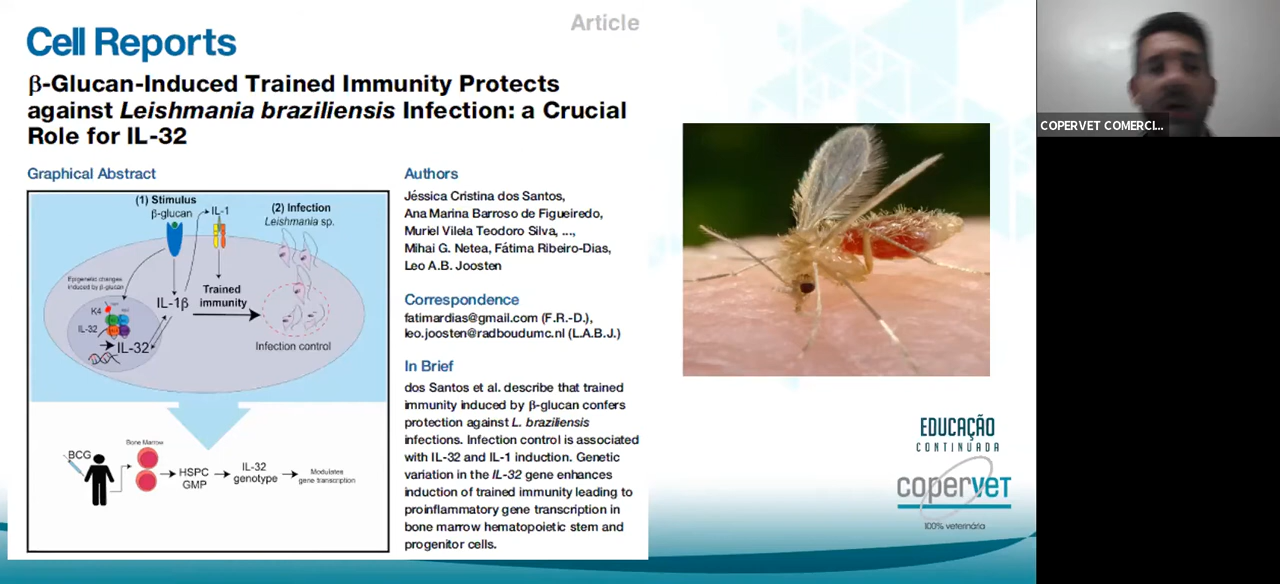 Article
Cell Reports
β-Glucan-Induced Trained Immunity Protects
against Leishmania braziliensis Infection: a Crucial
Role for IL-32
Graphical Abstract
(1) Stimulus
β-glucan
IL-1
(2) Infection
Leishmania sp.
Epigenetic changes
induced by β-glucan
K4
IL-32
IL-1β
IL-32
Trained
immunity
Infection control
BCG
Bone Marrow
HSPC
GMP
IL-32
genotype
Modulates
gene transcription
Authors
Jéssica Cristina dos Santos,
Ana Marina Barroso de Figueiredo,
Muriel Vilela Teodoro Silva, ...,
Mihai G. Netea, Fátima Ribeiro-Dias,
Leo A.B. Joosten
Correspondence
fatimardias@gmail.com (F.R.-D.),
leo.joosten@radboudumc.nl (L.A.B.J.)
In Brief
dos Santos et al. describe that trained
immunity induced by β-glucan confers
protection against L. braziliensis
infections. Infection control is associated
with IL-32 and IL-1 induction. Genetic
variation in the IL-32 gene enhances
induction of trained immunity leading to
proinflammatory gene transcription in
bone marrow hematopoietic stem and
progenitor cells.
EDUCAÇÃO
CONTINUADA
copervet
100% veterinária
COPERVET COMERCI...